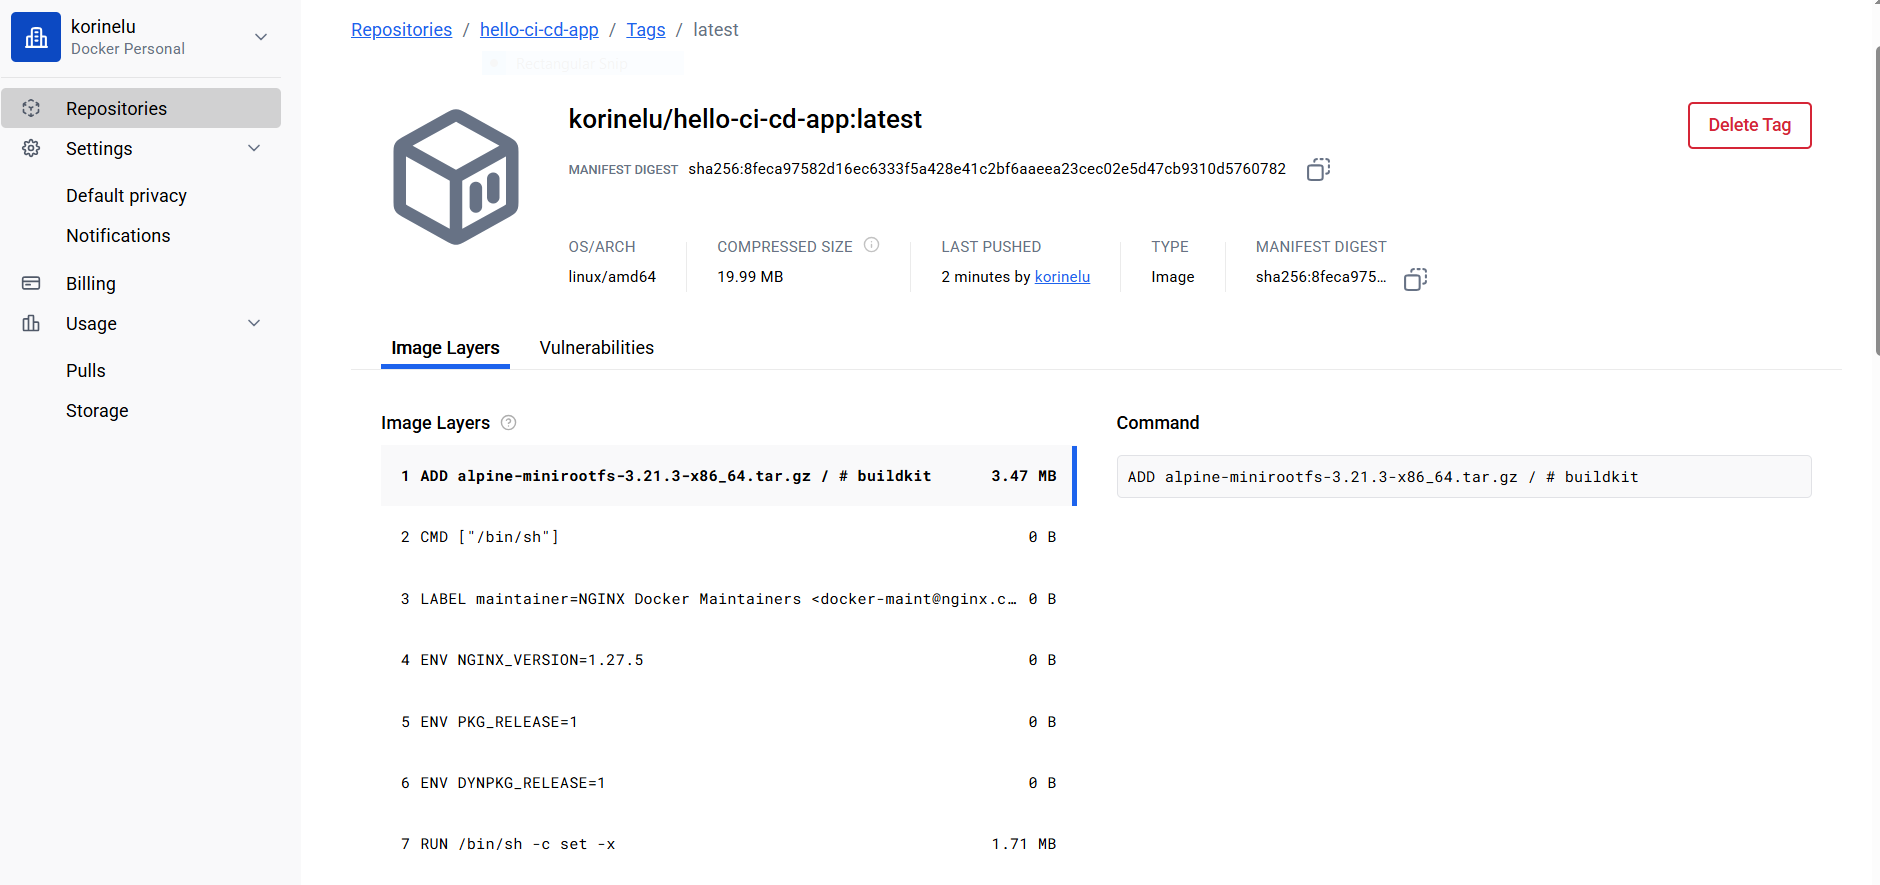 korinelu
Docker Personal
Repositories
Settings
Default privacy
Notifications
Billing
Usage
Pulls
Storage
Repositories / hello-ci-cd-app / Tags / latest
Rectangular Snip
korinelu/hello-ci-cd-app:latest
Delete Tag
MANIFEST DIGEST sha256:8feca97582d16ec6333f5a428e41c2bf6aaeea23cec02e5d47cb9310d5760782
OS/ARCH
linux/amd64
COMPRESSED SIZE
19.99 MB
LAST PUSHED
2 minutes by korinelu
TYPE
Image
MANIFEST DIGEST
sha256:8feca975...
Image Layers Vulnerabilities
Image Layers
1 ADD alpine-minirootfs-3.21.3-x86_64.tar.gz / # buildkit 3.47 MB
2 CMD ["/bin/sh"] 0 B
3 LABEL maintainer=NGINX Docker Maintainers <docker-maint@nginx.c… 0 B
4 ENV NGINX_VERSION=1.27.5 0 B
5 ENV PKG_RELEASE=1 0 B
6 ENV DYNPKG_RELEASE=1 0 B
7 RUN /bin/sh -c set -x 1.71 MB
Command
ADD alpine-minirootfs-3.21.3-x86_64.tar.gz / # buildkit